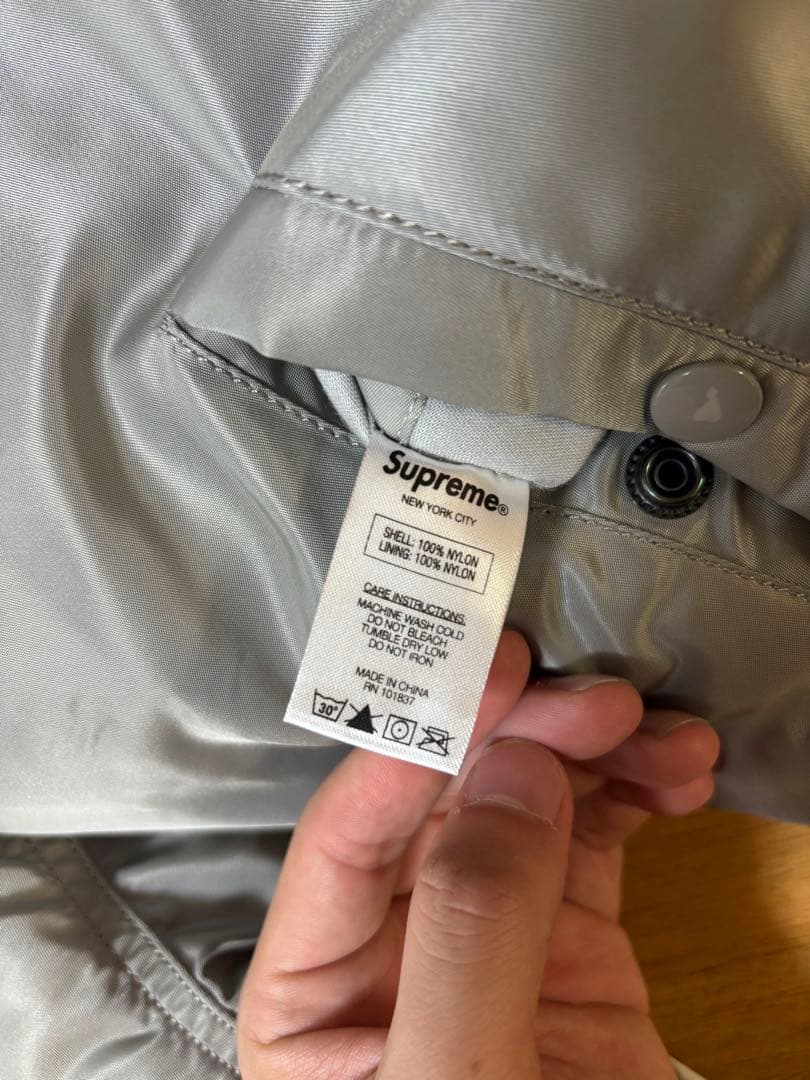 Supreme®
NEW YORK CITY
SHELL: 100% NYLON
LINING: 100% NYLON
CARE INSTRUCTIONS:
MACHINE WASH COLD
DO NOT BLEACH
TUMBLE DRY LOW
DO NOT IRON
MADE IN CHINA
RN 101837
30°